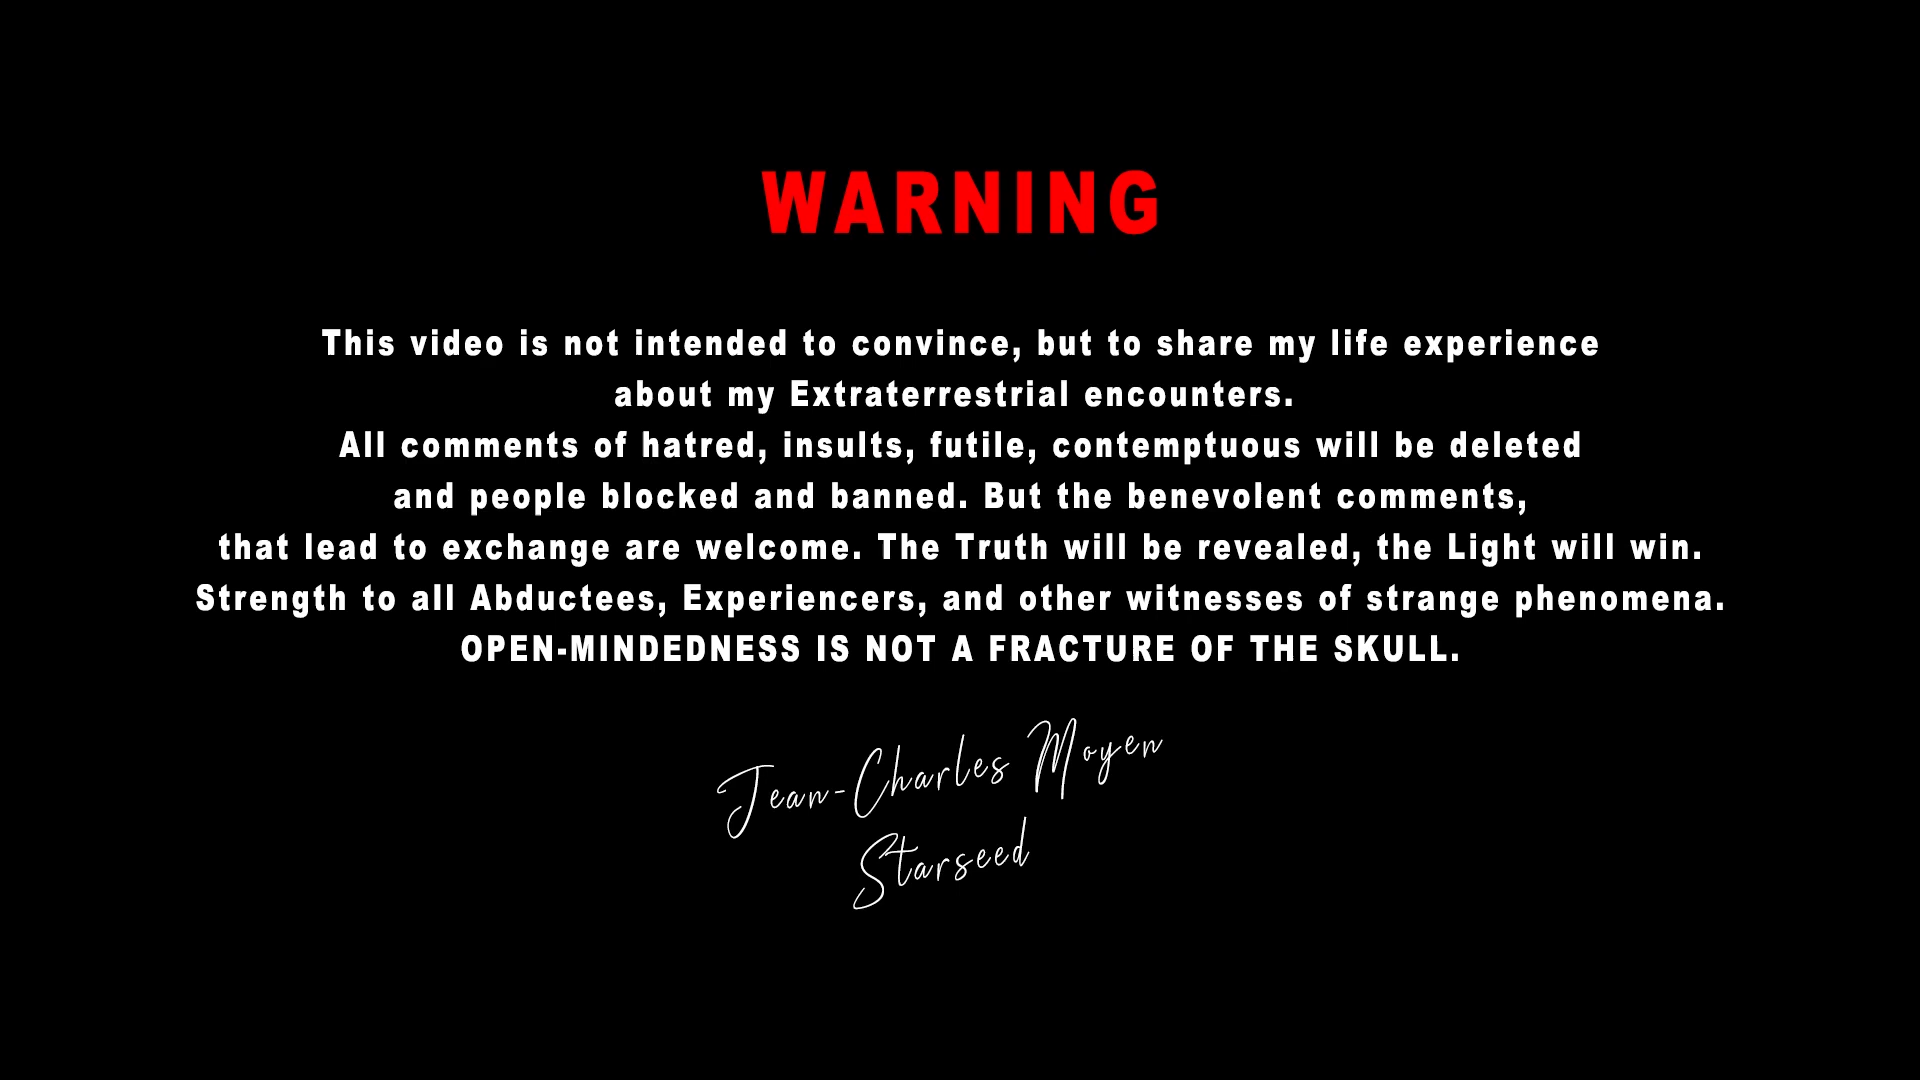 WARNING
This video is not intended to convince, but to share my life experience
about my Extraterrestrial encounters.
All comments of hatred, insults, futile, contemptuous will be deleted
and people blocked and banned. But the benevolent comments,
that lead to exchange are welcome. The Truth will be revealed, the Light will win.
Strength to all Abductees, Experiencers, and other witnesses of strange phenomena.
OPEN-MINDEDNESS IS NOT A FRACTURE OF THE SKULL.
Jean-Charles Moyen
Starseed